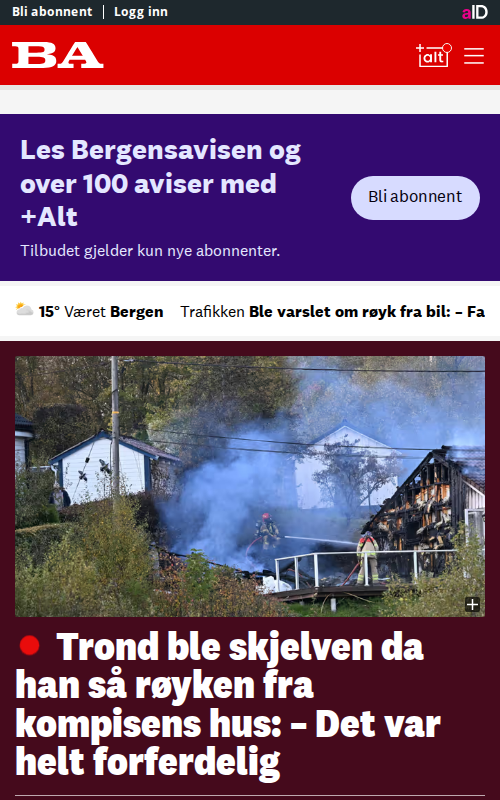 Bli abonnent | Logg inn
aID
BA
+alt
Les Bergensavisen og
over 100 aviser med
+Alt
Bli abonnent
Tilbudet gjelder kun nye abonnenter.
15° Været Bergen Trafikken Ble varslet om røyk fra bil: – Fa
Trond ble skjelven da
han så røyken fra
kompisens hus: – Det var
helt forferdelig